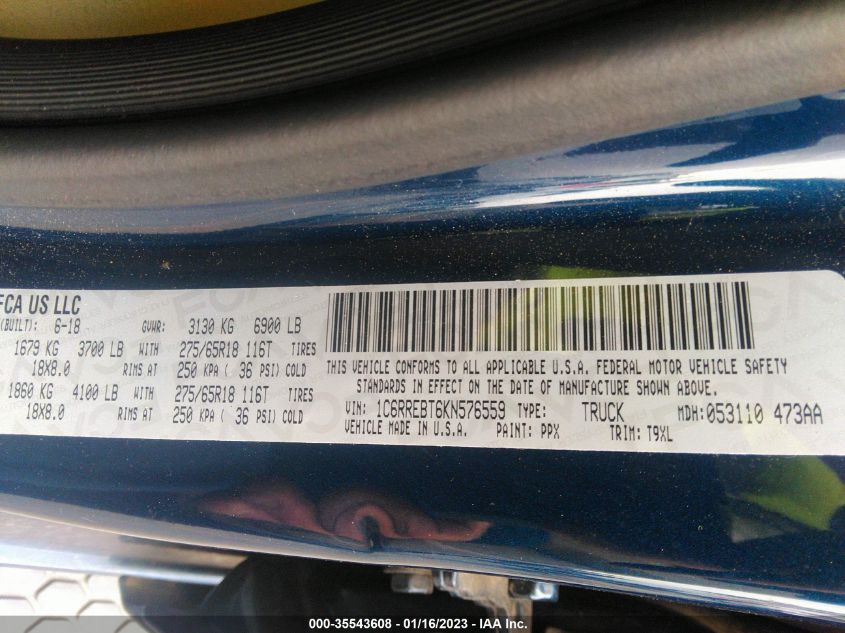 FCA US LLC
(BUILT): 6-18 GVWR: 3130 KG 6900 LB
1679 KG 3700 LB WITH 275/65R18 116T TIRES
18X8.0 RIMS AT 250 KPA ( 36 PSI) COLD
1860 KG 4100 LB WITH 275/65R18 116T TIRES
18X8.0 RIMS AT 250 KPA ( 36 PSI) COLD
THIS VEHICLE CONFORMS TO ALL APPLICABLE U.S.A. FEDERAL MOTOR VEHICLE SAFETY
STANDARDS IN EFFECT ON THE DATE OF MANUFACTURE SHOWN ABOVE.
VIN: 1C6RREBT6KN576559 TYPE: TRUCK MDH:053110 473AA
VEHICLE MADE IN U.S.A. PAINT: PPX TRIM: T9XL
000-35543608 - 01/16/2023 - IAA Inc.